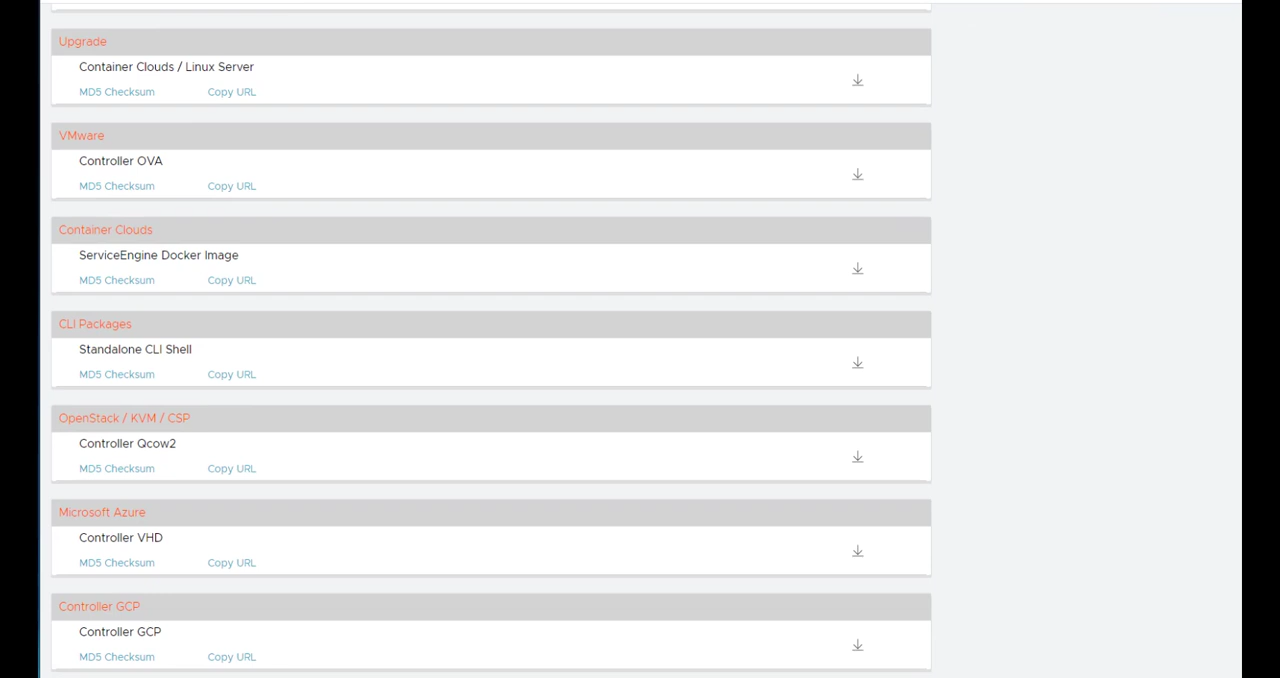 Upgrade
Container Clouds / Linux Server
MD5 Checksum Copy URL
VMware
Controller OVA
MD5 Checksum Copy URL
Container Clouds
ServiceEngine Docker Image
MD5 Checksum Copy URL
CLI Packages
Standalone CLI Shell
MD5 Checksum Copy URL
OpenStack / KVM / CSP
Controller Qcow2
MD5 Checksum Copy URL
Microsoft Azure
Controller VHD
MD5 Checksum Copy URL
Controller GCP
Controller GCP
MD5 Checksum Copy URL